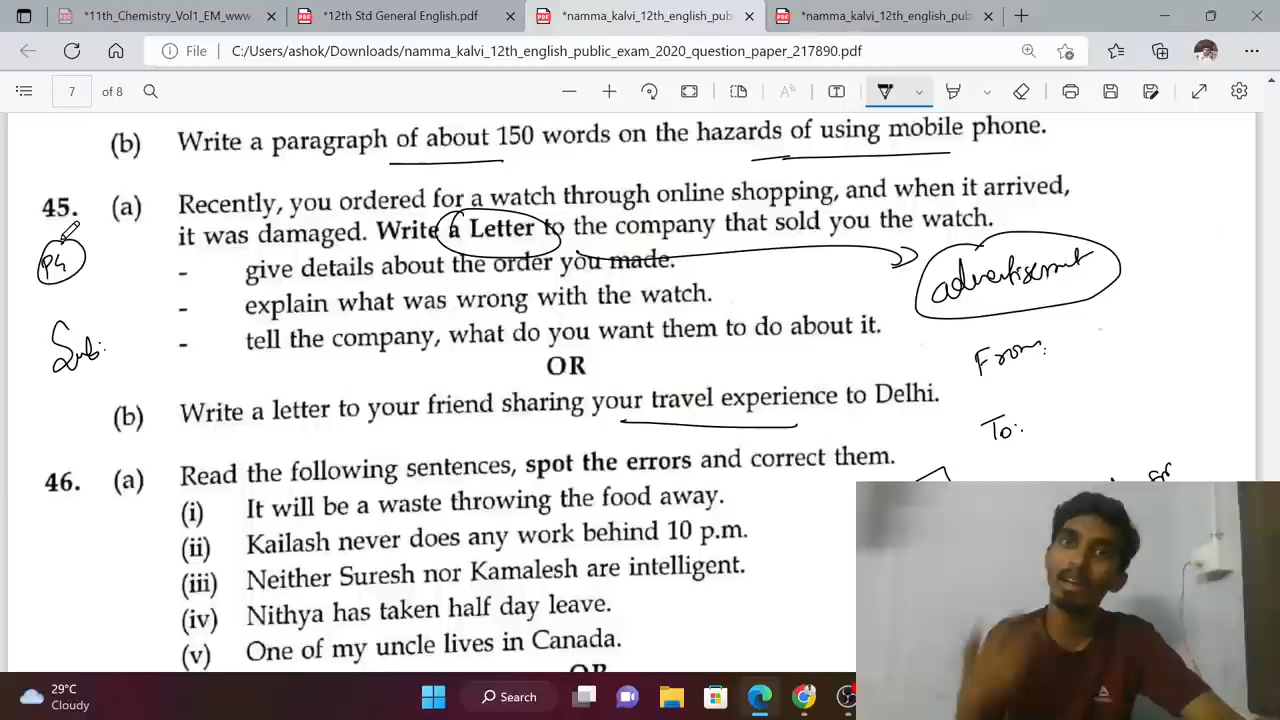 *11th_Chemistry_Vol1_EM_www.
*12th Std General English.pdf
*namma_kalvi_12th_english_pub
*namma_kalvi_12th_english_pub
File C:/Users/ashok/Downloads/namma_kalvi_12th_english_public_exam_2020_question_paper_217890.pdf
7 of 8
(b) Write a paragraph of about 150 words on the hazards of using mobile phone.
45. (a) Recently, you ordered for a watch through online shopping, and when it arrived,
it was damaged. Write a Letter to the company that sold you the watch.
P4
- give details about the order you made.
advertisement
- explain what was wrong with the watch.
Sub:
- tell the company, what do you want them to do about it.
From:
OR
(b) Write a letter to your friend sharing your travel experience to Delhi.
To:
46. (a) Read the following sentences, spot the errors and correct them.
(i) It will be a waste throwing the food away.
(ii) Kailash never does any work behind 10 p.m.
(iii) Neither Suresh nor Kamalesh are intelligent.
(iv) Nithya has taken half day leave.
(v) One of my uncle lives in Canada.
OR
29°C
Cloudy
Search